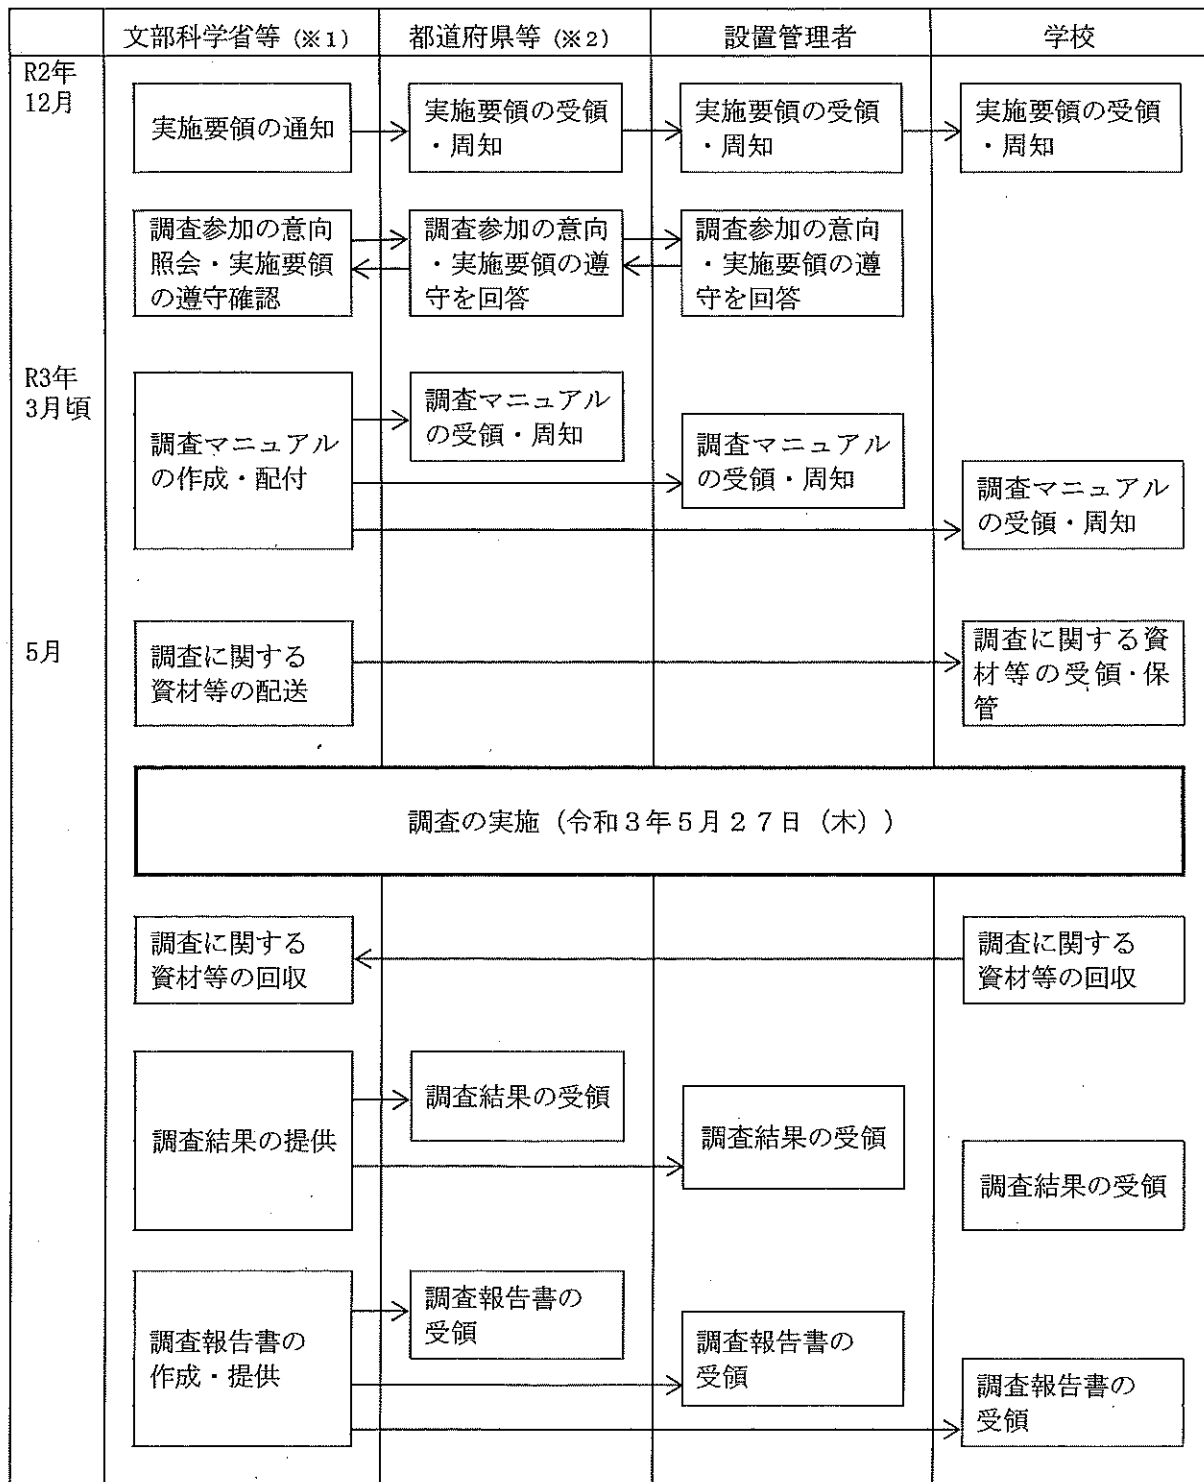 文部科学省等（※１）
都道府県等（※２）
設置管理者
学校
R2年
12月
実施要領の通知
実施要領の受領
・周知
実施要領の受領
・周知
実施要領の受領
・周知
調査参加の意向
照会・実施要領
の遵守確認
調査参加の意向
・実施要領の遵
守を回答
調査参加の意向
・実施要領の遵
守を回答
R3年
3月頃
調査マニュアル
の作成・配付
調査マニュアル
の受領・周知
調査マニュアル
の受領・周知
調査マニュアル
の受領・周知
5月
調査に関する
資材等の配送
調査に関する資
材等の受領・保
管
調査の実施（令和３年５月２７日（木））
調査に関する
資材等の回収
調査に関する
資材等の回収
調査結果の提供
調査結果の受領
調査結果の受領
調査結果の受領
調査報告書の
作成・提供
調査報告書の
受領
調査報告書の
受領
調査報告書の
受領